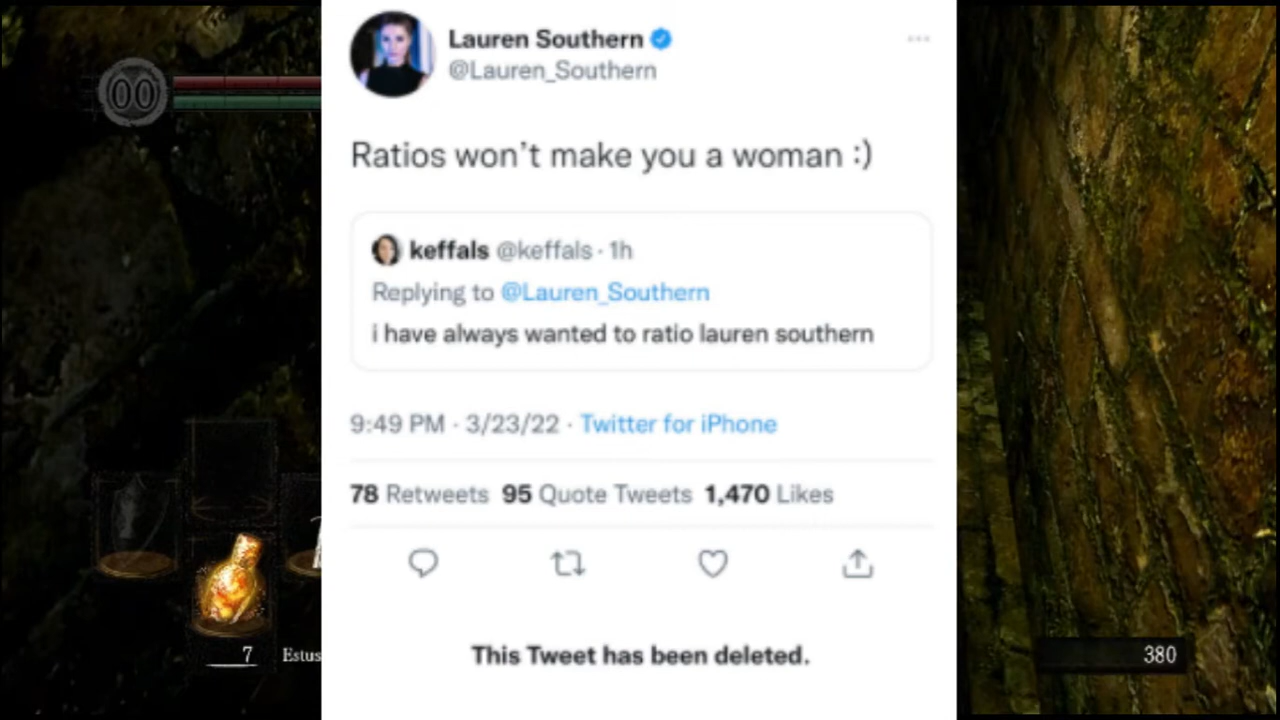 00
Lauren Southern
@Lauren_Southern
Ratios won't make you a woman :)
keffals @keffals · 1h
Replying to @Lauren_Southern
i have always wanted to ratio lauren southern
9:49 PM · 3/23/22 · Twitter for iPhone
78 Retweets 95 Quote Tweets 1,470 Likes
This Tweet has been deleted.
7
Estus
380